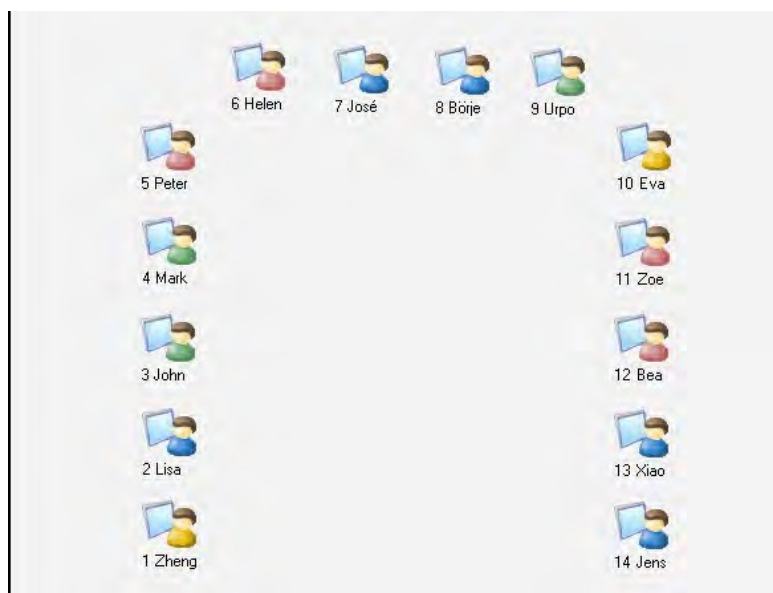 6 Helen
7 José
8 Börje
9 Urpo
5 Peter
10 Eva
4 Mark
11 Zoe
3 John
12 Bea
2 Lisa
13 Xiao
1 Zheng
14 Jens